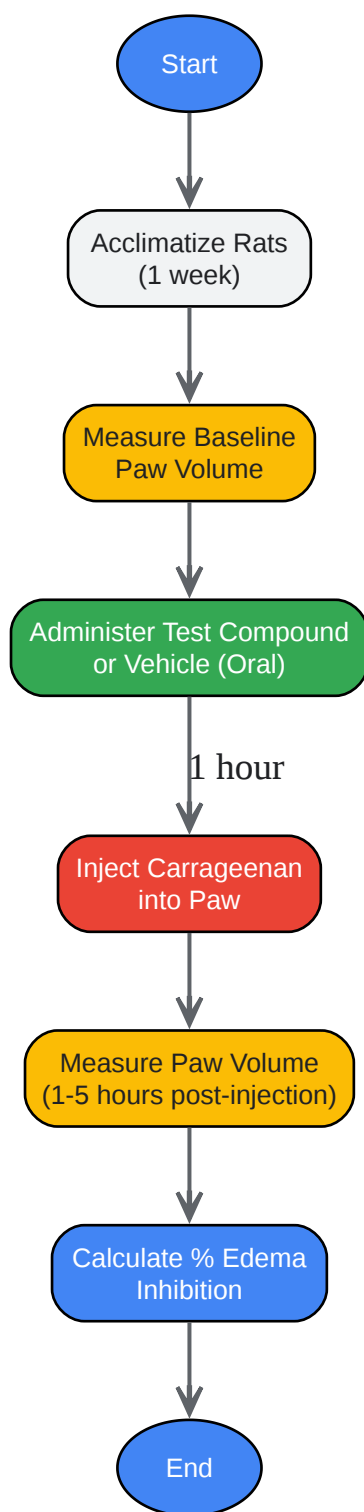 Start
Acclimatize Rats
(1 week)
Measure Baseline
Paw Volume
Administer Test Compound
or Vehicle (Oral)
1 hour
Inject Carrageenan
into Paw
Measure Paw Volume
(1-5 hours post-injection)
Calculate % Edema
Inhibition
End